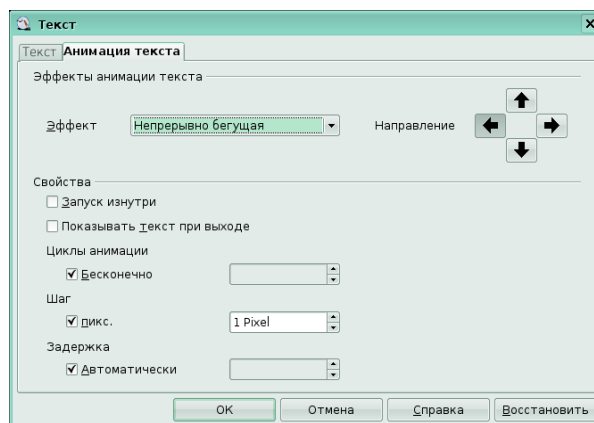 Текст
Текст Анимация текста
Эффекты анимации текста
Эффект Непрерывно бегущая Направление
Свойства
Запуск изнутри
Показывать текст при выходе
Циклы анимации
Бесконечно
Шаг
пикс. 1 Pixel
Задержка
Автоматически
ОК Отмена Справка Восстановить